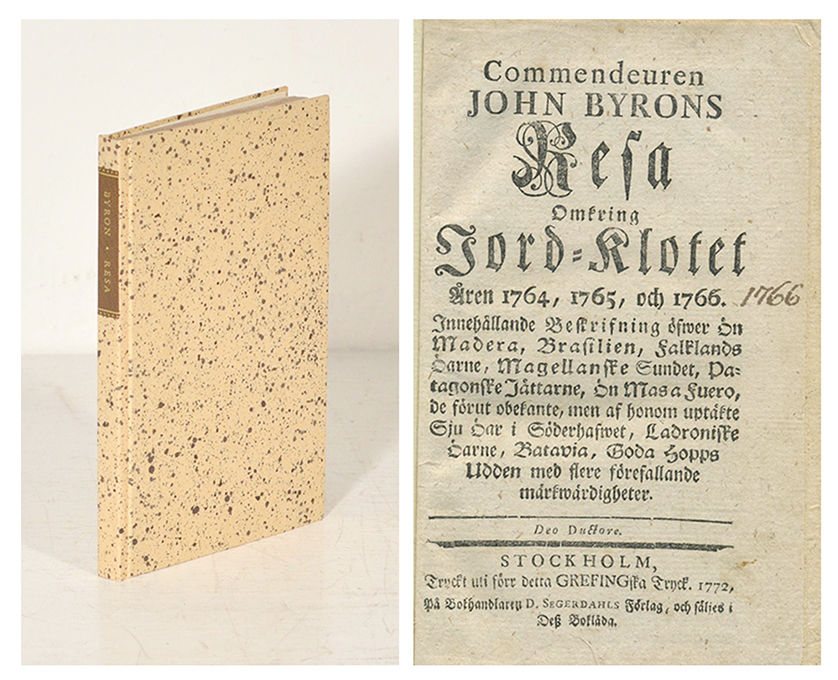 BYRON · RESA
Commendeuren
JOHN BYRONS
Resa
Omkring
Jord-Klotet
Åren 1764, 1765, och 1766. 1766
Innehållande Beskrifning öfwer Ön
Madera, Brasilien, Falklands
Öarne, Magellanske Sundet, Pa-
tagonske Jättarne, Ön Masa Fuero,
de förut obekante, men af honom uptäkte
Sju Öar i Söderhafwet, Ladroniske
Öarne, Batavia, Goda Hopps
Udden med flere förefallande
märkwärdigheter.
Deo Ductore.
STOCKHOLM,
Tryckt uti förr detta GREFINGska Tryck. 1772,
På Bokhandlaren D. SEGERDAHLS Förlag, och säljes i
Deß Boklåda.